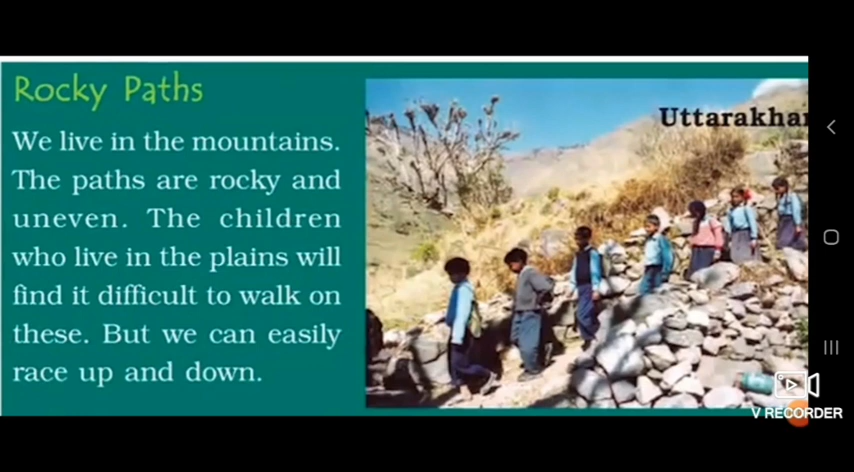 Rocky Paths
We live in the mountains.
The paths are rocky and
uneven. The children
who live in the plains will
find it difficult to walk on
these. But we can easily
race up and down.
V RECORDER